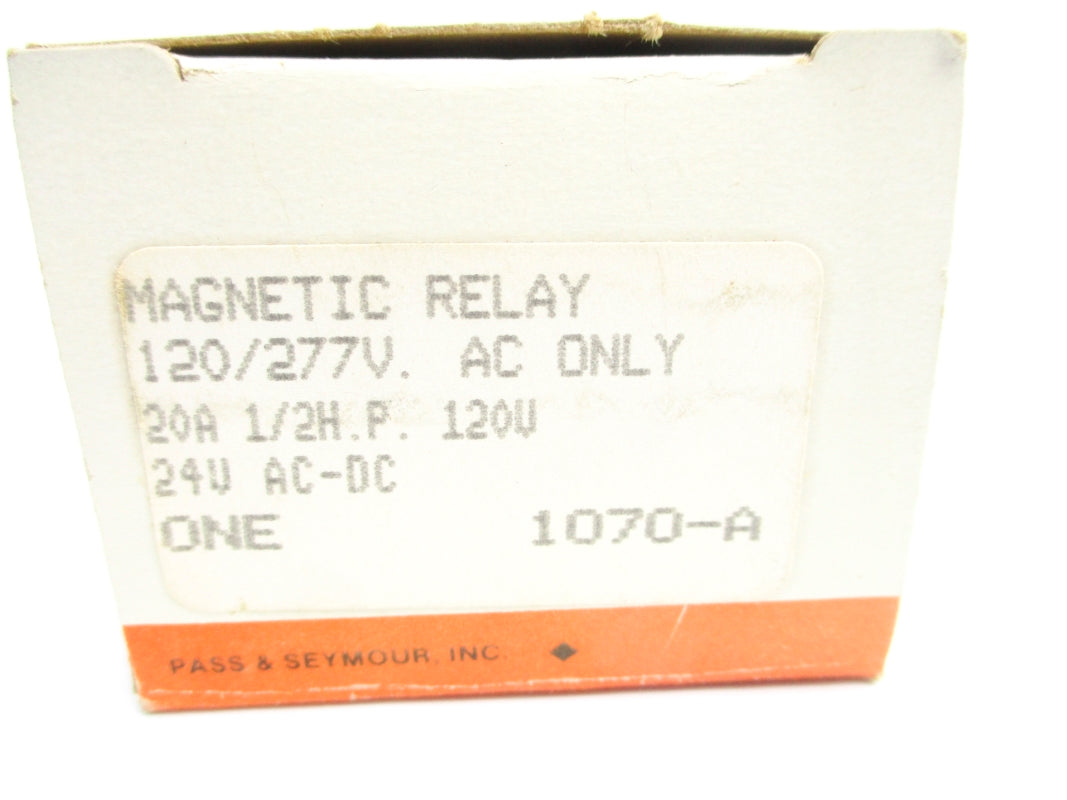 MAGNETIC RELAY
120/277V. AC ONLY
20A 1/2H.P. 120V
24V AC-DC
ONE 1070-A
PASS & SEYMOUR, INC.